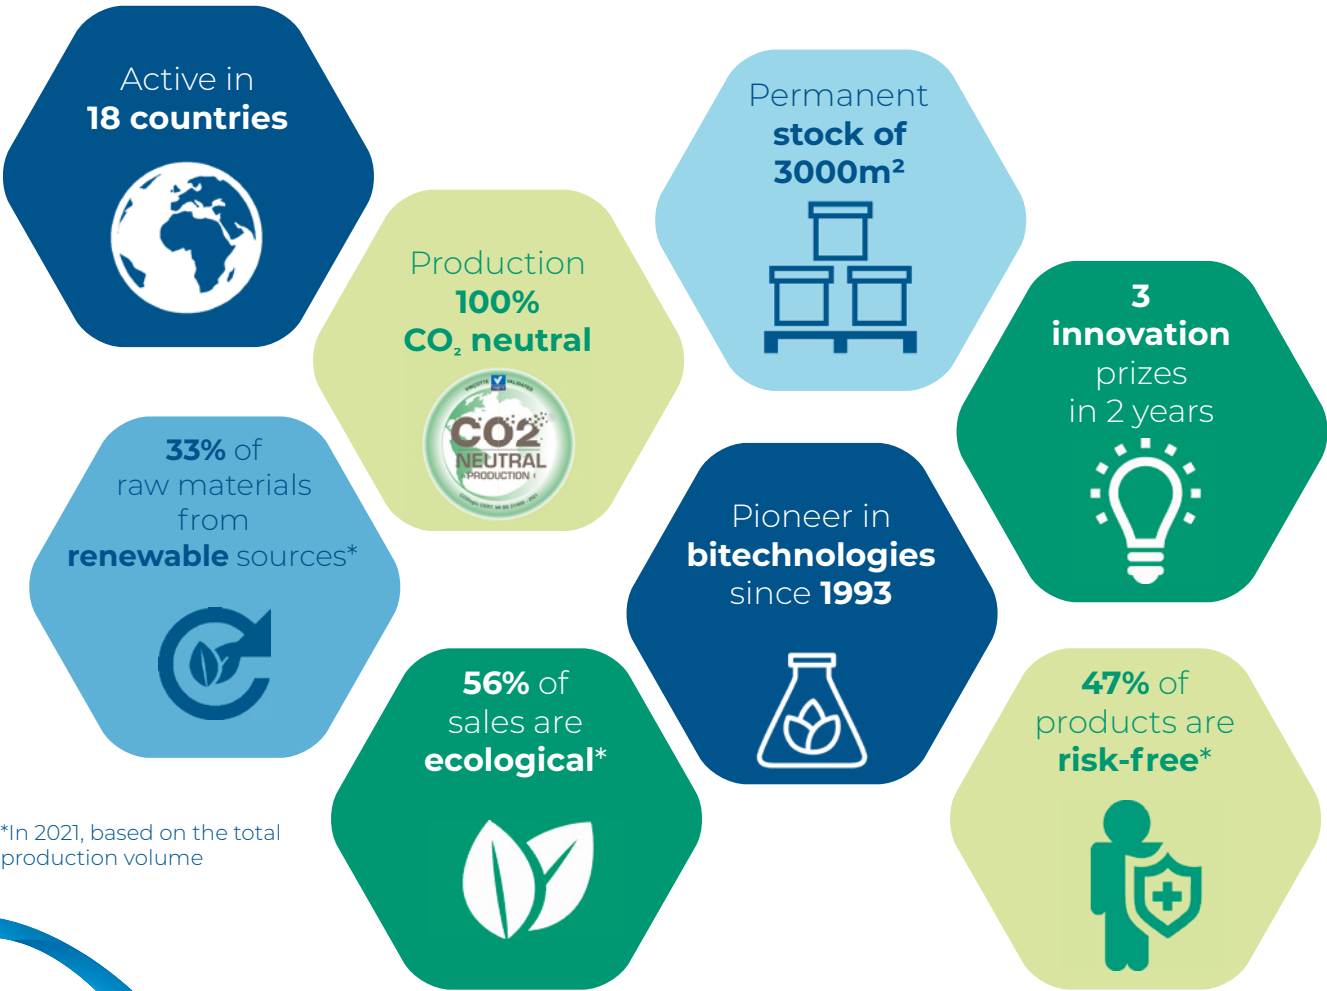 Active in
18 countries
Permanent
stock of
3000m²
Production
100%
CO₂ neutral
VINÇOTTE VALIDATED
CO2
NEUTRAL
PRODUCTION
3
innovation
prizes
in 2 years
33% of
raw materials
from
renewable sources*
Pioneer in
bitechnologies
since 1993
56% of
sales are
ecological*
47% of
products are
risk-free*
*In 2021, based on the total
production volume